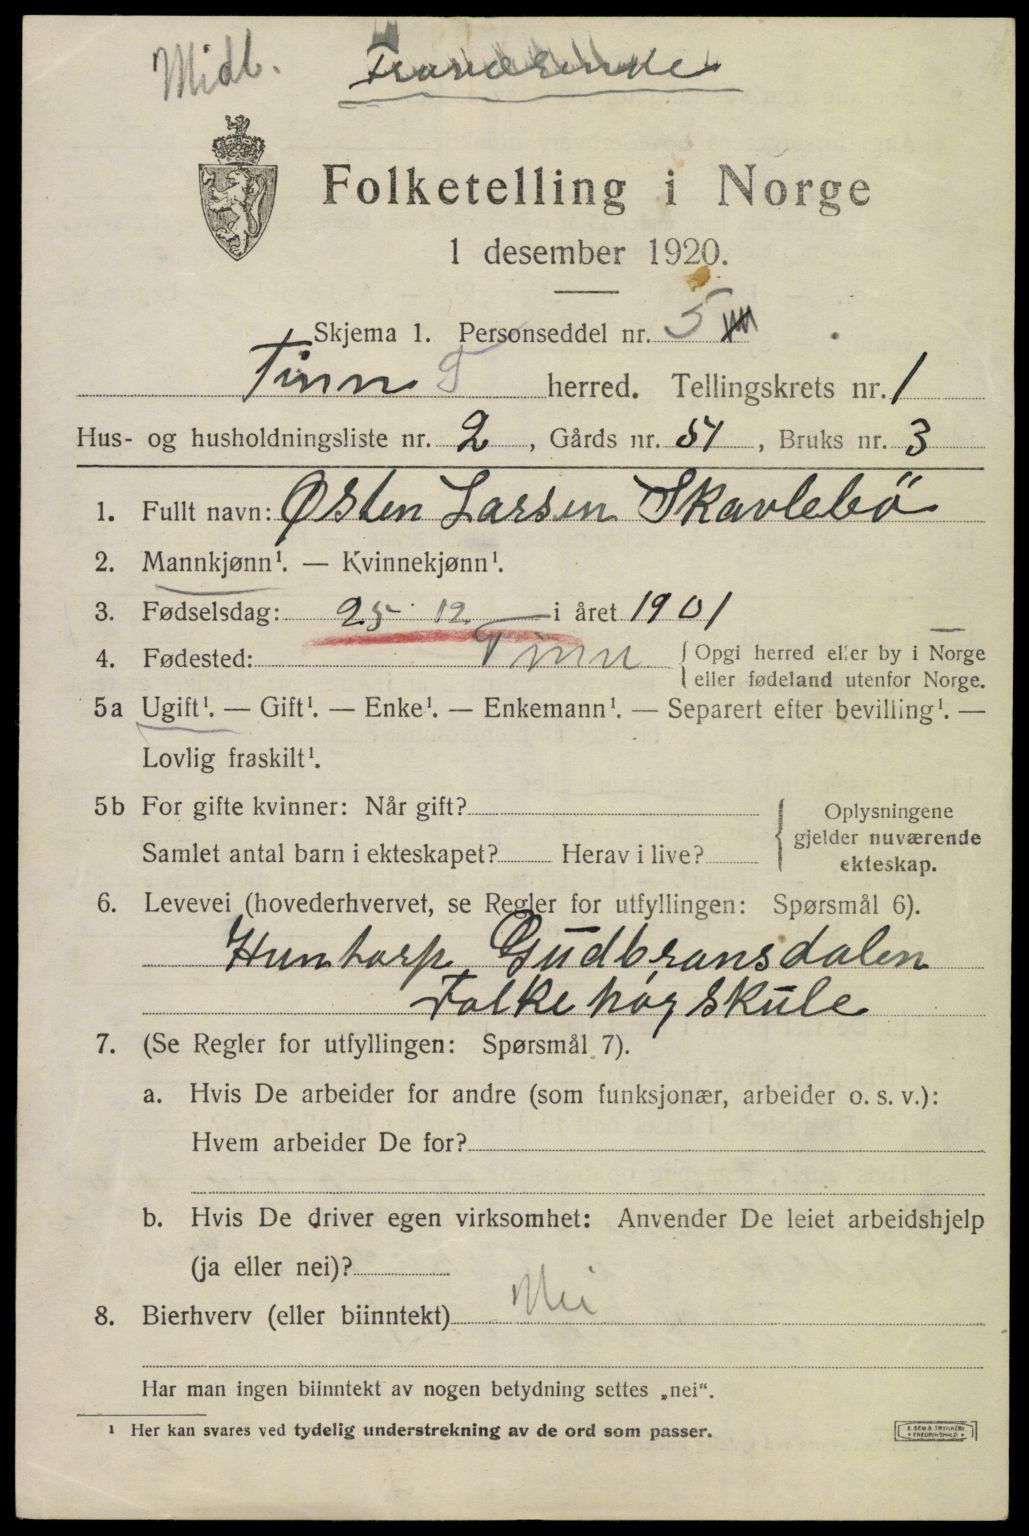 Midl. Fraværende
Folketelling i Norge
1 desember 1920.
Skjema 1. Personseddel nr. 5
Tinn T herred. Tellingskrets nr. 1
Hus- og husholdningsliste nr. 2, Gårds nr. 51, Bruks nr. 3
1. Fullt navn: Østen Larsen Skavlebö
2. Mannkjønn¹. — Kvinnekjønn¹.
3. Fødselsdag: 25 12 i året 1901
4. Fødested: Tinn Opgi herred eller by i Norge
eller fødeland utenfor Norge.
5a Ugift¹. — Gift¹. — Enke¹. — Enkemann¹. — Separert efter bevilling¹. —
Lovlig fraskilt¹.
5b For gifte kvinner: Når gift?
Samlet antal barn i ekteskapet? Herav i live?
Oplysningene
gjelder nuværende
ekteskap.
6. Levevei (hovederhvervet, se Regler for utfyllingen: Spørsmål 6).
Huntorp Gudbransdalen
Folkehøgskule
7. (Se Regler for utfyllingen: Spørsmål 7).
a. Hvis De arbeider for andre (som funksjonær, arbeider o. s. v.):
Hvem arbeider De for?
b. Hvis De driver egen virksomhet: Anvender De leiet arbeidshjelp
(ja eller nei)?
8. Bierhverv (eller biinntekt) Nei
Har man ingen biinntekt av nogen betydning settes „nei“.
¹ Her kan svares ved tydelig understrekning av de ord som passer.